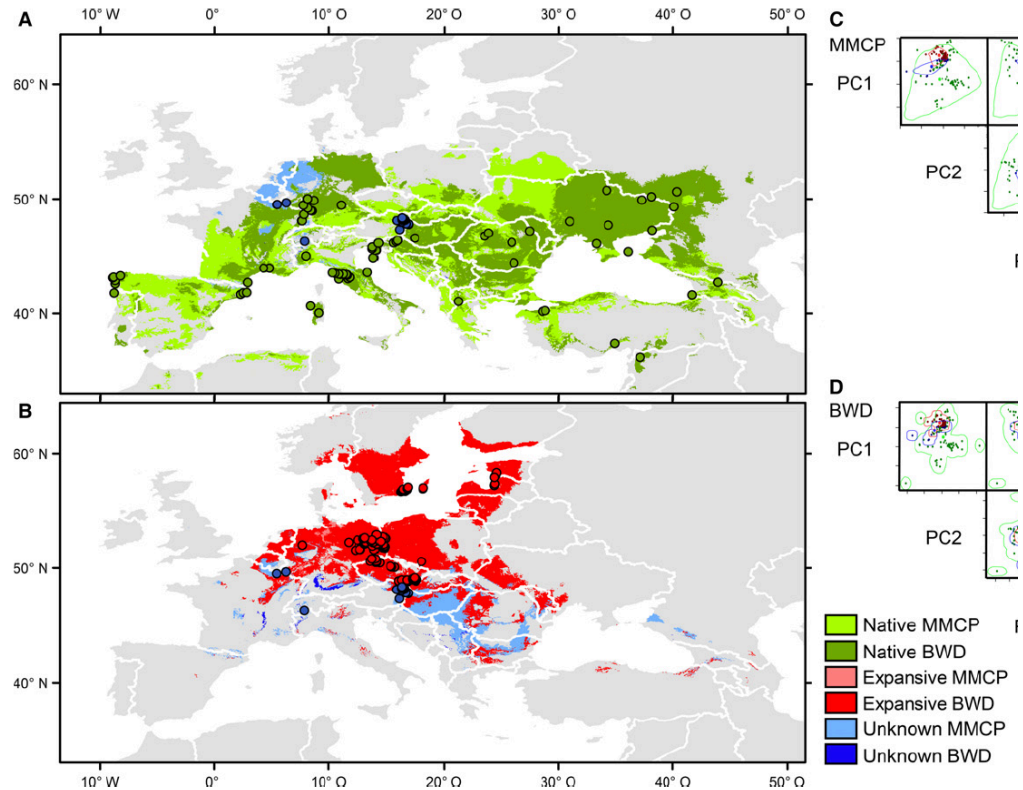 10° W 0° 10° O 20° O 30° O 40° O 50° O
A
60° N
50° N
40° N
B
60° N
50° N
40° N
10° W 0° 10° O 20° O 30° O 40° O 50° O
C
MMCP
PC1
PC2
D
BWD
PC1
PC2
Native MMCP
Native BWD
Expansive MMCP
Expansive BWD
Unknown MMCP
Unknown BWD